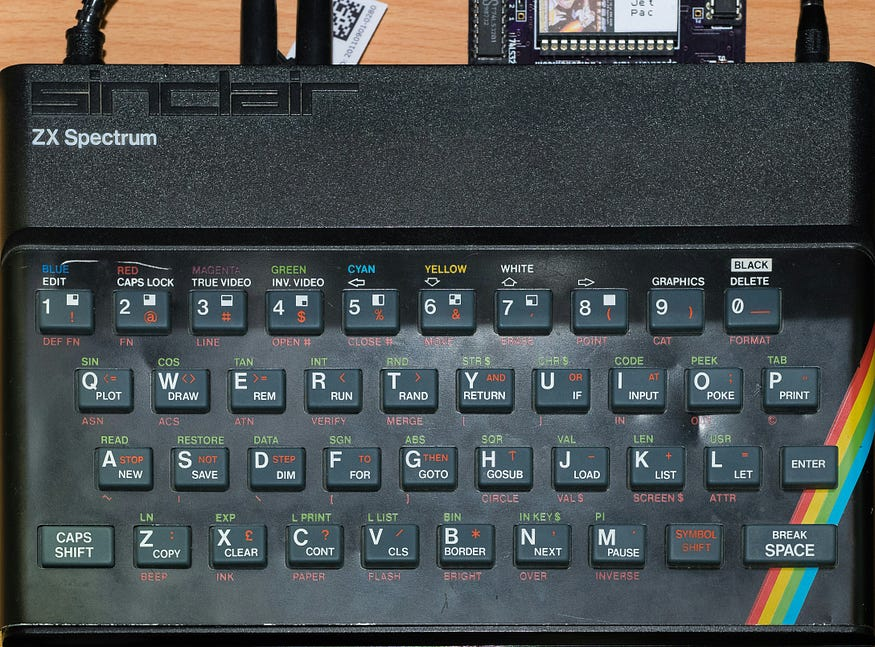 20110901-0280
Jet
Pac
sinclair
ZX Spectrum
BLUE RED MAGENTA GREEN CYAN YELLOW WHITE BLACK
EDIT CAPS LOCK TRUE VIDEO INV. VIDEO ⇦ ⇩ ⇧ ⇨ GRAPHICS DELETE
1 ! 2 @ 3 # 4 $ 5 % 6 & 7 ' 8 ( 9 ) 0 _
DEF FN FN LINE OPEN # CLOSE # MOVE ERASE POINT CAT FORMAT
SIN COS TAN INT RND STR $ CHR $ CODE PEEK TAB
Q <= W <> E >= R < T > Y AND U OR I AT O ; P "
PLOT DRAW REM RUN RAND RETURN IF INPUT POKE PRINT
ASN ACS ATN VERIFY MERGE [ ] IN OUT ©
READ RESTORE DATA SGN ABS SQR VAL LEN USR
A STOP S NOT D STEP F TO G THEN H ↑ J − K + L = ENTER
NEW SAVE DIM FOR GOTO GOSUB LOAD LIST LET
~ | \ { } CIRCLE VAL $ SCREEN $ ATTR
LN EXP L PRINT L LIST BIN IN KEY $ PI
CAPS Z : X £ C ? V / B * N , M . SYMBOL BREAK
SHIFT COPY CLEAR CONT CLS BORDER NEXT PAUSE SHIFT SPACE
BEEP INK PAPER FLASH BRIGHT OVER INVERSE